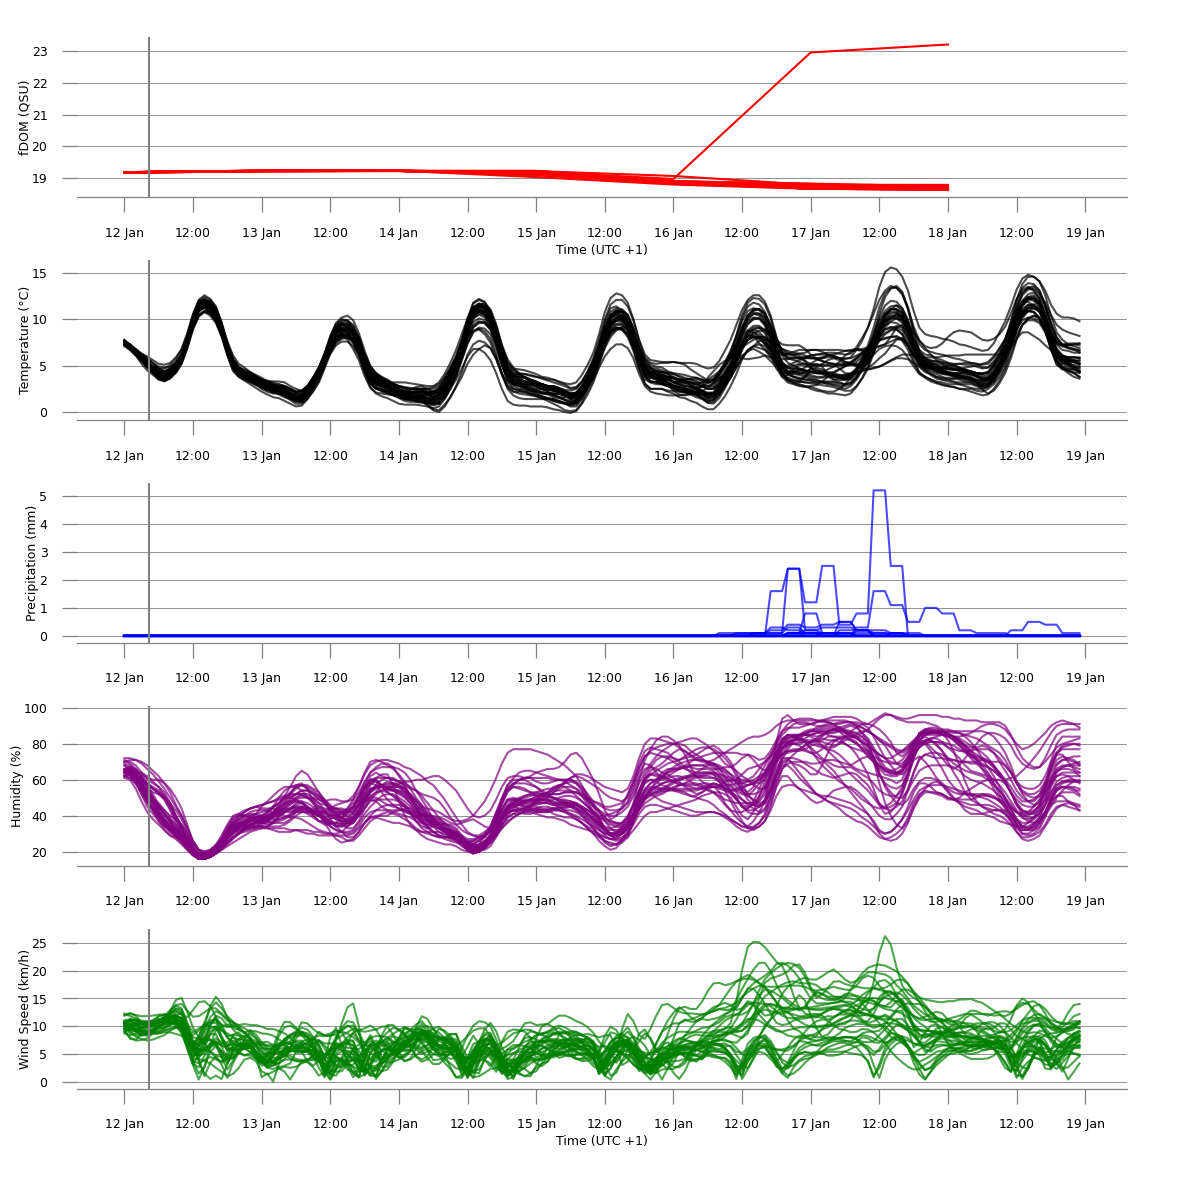 23
22
21
20
19
fDOM (QSU)
12 Jan 12:00 13 Jan 12:00 14 Jan 12:00 15 Jan 12:00 16 Jan 12:00 17 Jan 12:00 18 Jan 12:00 19 Jan
Time (UTC +1)
15
10
5
0
Temperature (°C)
12 Jan 12:00 13 Jan 12:00 14 Jan 12:00 15 Jan 12:00 16 Jan 12:00 17 Jan 12:00 18 Jan 12:00 19 Jan
5
4
3
2
1
0
Precipitation (mm)
12 Jan 12:00 13 Jan 12:00 14 Jan 12:00 15 Jan 12:00 16 Jan 12:00 17 Jan 12:00 18 Jan 12:00 19 Jan
100
80
60
40
20
Humidity (%)
12 Jan 12:00 13 Jan 12:00 14 Jan 12:00 15 Jan 12:00 16 Jan 12:00 17 Jan 12:00 18 Jan 12:00 19 Jan
25
20
15
10
5
0
Wind Speed (km/h)
12 Jan 12:00 13 Jan 12:00 14 Jan 12:00 15 Jan 12:00 16 Jan 12:00 17 Jan 12:00 18 Jan 12:00 19 Jan
Time (UTC +1)